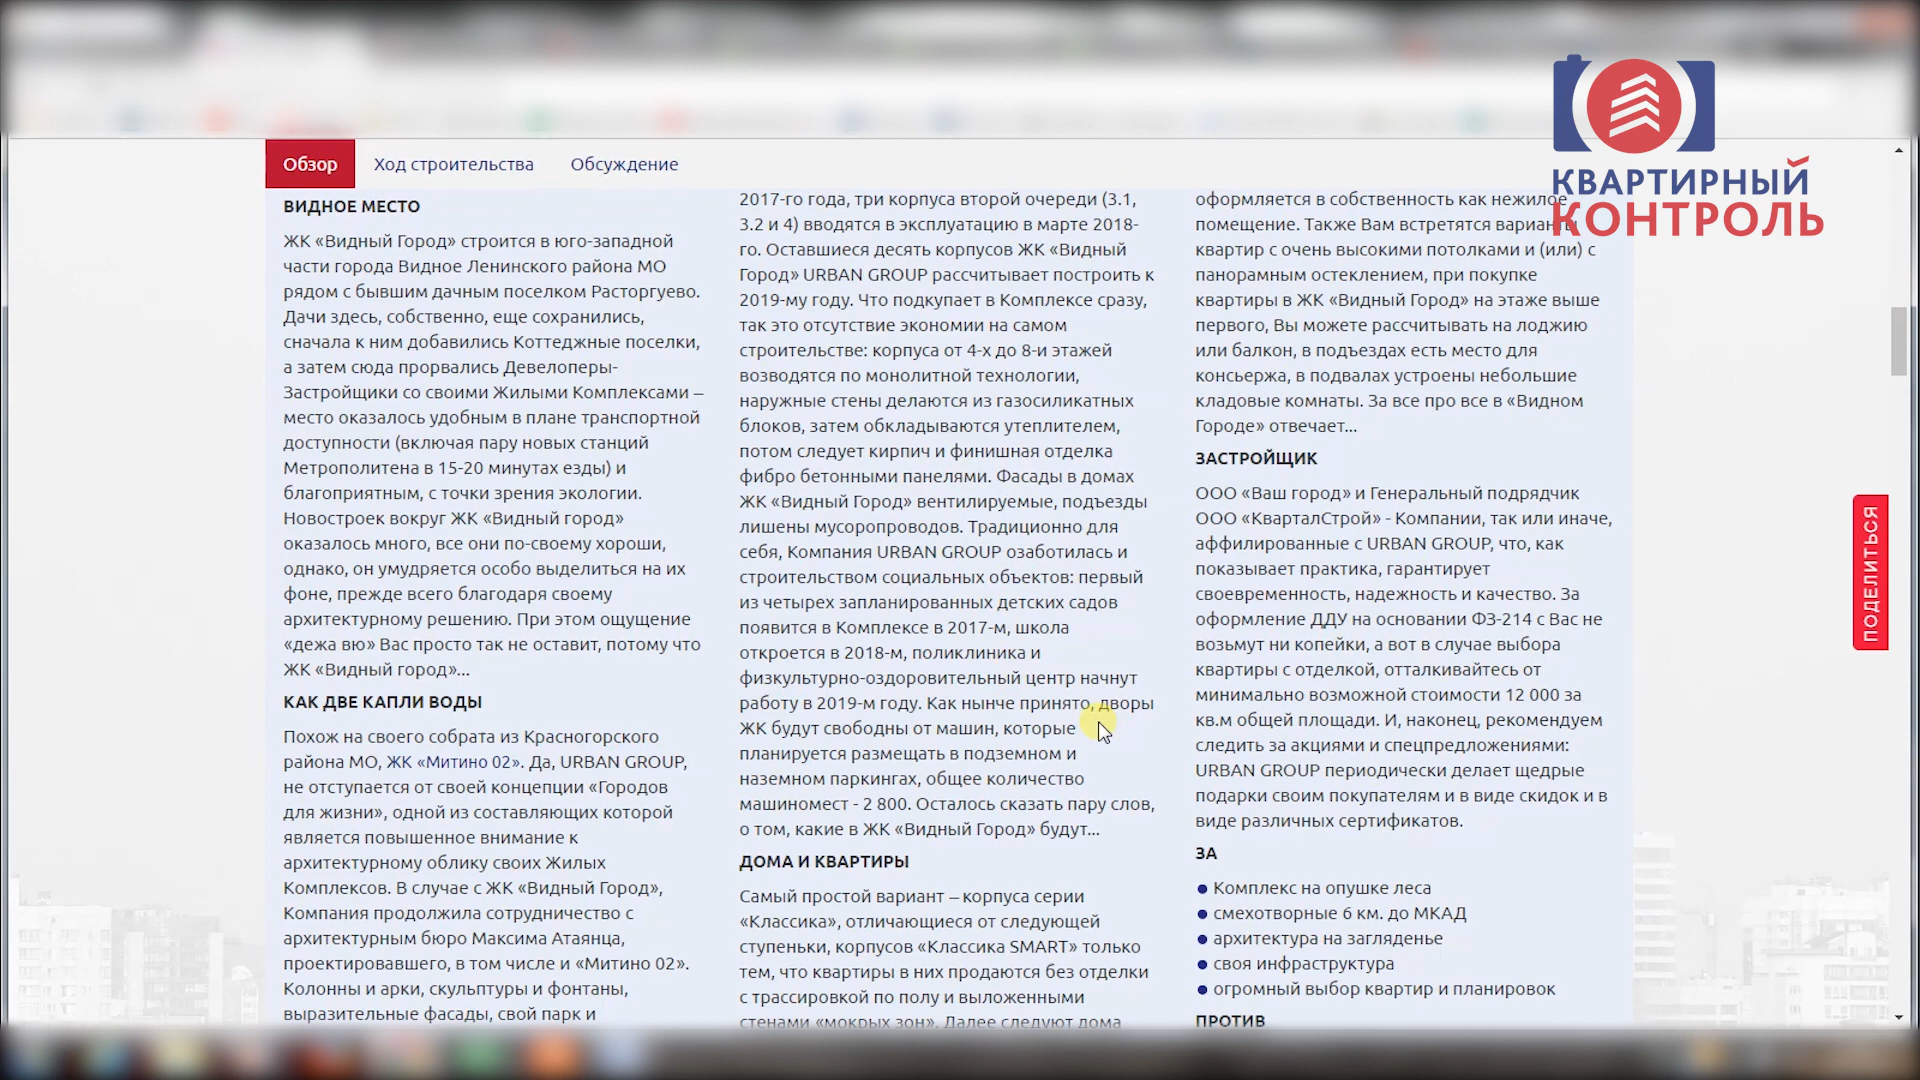 КВАРТИРНЫЙ
КОНТРОЛЬ
Обзор
Ход строительства
Обсуждение
ВИДНОЕ МЕСТО
ЖК «Видный Город» строится в юго-западной
части города Видное Ленинского района МО
рядом с бывшим дачным поселком Расторгуево.
Дачи здесь, собственно, еще сохранились,
сначала к ним добавились Коттеджные поселки,
а затем сюда прорвались Девелоперы-
Застройщики со своими Жилыми Комплексами –
место оказалось удобным в плане транспортной
доступности (включая пару новых станций
Метрополитена в 15-20 минутах езды) и
благоприятным, с точки зрения экологии.
Новостроек вокруг ЖК «Видный город»
оказалось много, все они по-своему хороши,
однако, он умудряется особо выделиться на их
фоне, прежде всего благодаря своему
архитектурному решению. При этом ощущение
«дежа вю» Вас просто так не оставит, потому что
ЖК «Видный город»...
КАК ДВЕ КАПЛИ ВОДЫ
Похож на своего собрата из Красногорского
района МО, ЖК «Митино О2». Да, URBAN GROUP,
не отступается от своей концепции «Городов
для жизни», одной из составляющих которой
является повышенное внимание к
архитектурному облику своих Жилых
Комплексов. В случае с ЖК «Видный Город»,
Компания продолжила сотрудничество с
архитектурным бюро Максима Атаянца,
проектировавшего, в том числе и «Митино О2».
Колонны и арки, скульптуры и фонтаны,
выразительные фасады, свой парк и
2017-го года, три корпуса второй очереди (3.1,
3.2 и 4) вводятся в эксплуатацию в марте 2018-
го. Оставшиеся десять корпусов ЖК «Видный
Город» URBAN GROUP рассчитывает построить к
2019-му году. Что подкупает в Комплексе сразу,
так это отсутствие экономии на самом
строительстве: корпуса от 4-х до 8-и этажей
возводятся по монолитной технологии,
наружные стены делаются из газосиликатных
блоков, затем обкладываются утеплителем,
потом следует кирпич и финишная отделка
фибро бетонными панелями. Фасады в домах
ЖК «Видный Город» вентилируемые, подъезды
лишены мусоропроводов. Традиционно для
себя, Компания URBAN GROUP озаботилась и
строительством социальных объектов: первый
из четырех запланированных детских садов
появится в Комплексе в 2017-м, школа
откроется в 2018-м, поликлиника и
физкультурно-оздоровительный центр начнут
работу в 2019-м году. Как нынче принято, дворы
ЖК будут свободны от машин, которые
планируется размещать в подземном и
наземном паркингах, общее количество
машиномест - 2 800. Осталось сказать пару слов,
о том, какие в ЖК «Видный Город» будут...
ДОМА И КВАРТИРЫ
Самый простой вариант – корпуса серии
«Классика», отличающиеся от следующей
ступеньки, корпусов «Классика SMART» только
тем, что квартиры в них продаются без отделки
с трассировкой по полу и выложенными
стенами «мокрых зон». Далее следуют дома
оформляется в собственность как нежилое
помещение. Также Вам встретятся варианты
квартир с очень высокими потолками и (или) с
панорамным остеклением, при покупке
квартиры в ЖК «Видный Город» на этаже выше
первого, Вы можете рассчитывать на лоджию
или балкон, в подъездах есть место для
консьержа, в подвалах устроены небольшие
кладовые комнаты. За все про все в «Видном
Городе» отвечает...
ЗАСТРОЙЩИК
ООО «Ваш город» и Генеральный подрядчик
ООО «КварталСтрой» - Компании, так или иначе,
аффилированные с URBAN GROUP, что, как
показывает практика, гарантирует
своевременность, надежность и качество. За
оформление ДДУ на основании ФЗ-214 с Вас не
возьмут ни копейки, а вот в случае выбора
квартиры с отделкой, отталкивайтесь от
минимально возможной стоимости 12 000 за
кв.м общей площади. И, наконец, рекомендуем
следить за акциями и спецпредложениями:
URBAN GROUP периодически делает щедрые
подарки своим покупателям и в виде скидок и в
виде различных сертификатов.
ЗА
● Комплекс на опушке леса
● смехотворные 6 км. до МКАД
● архитектура на загляденье
● своя инфраструктура
● огромный выбор квартир и планировок
ПРОТИВ
ПОДЕЛИТЬСЯ